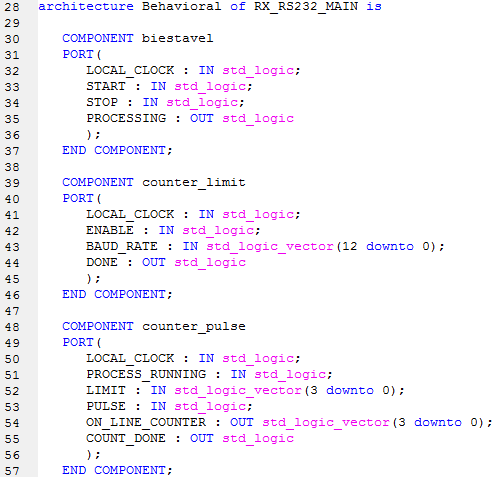 28 architecture Behavioral of RX_RS232_MAIN is
29
30 COMPONENT biestavel
31 PORT(
32 LOCAL_CLOCK : IN std_logic;
33 START : IN std_logic;
34 STOP : IN std_logic;
35 PROCESSING : OUT std_logic
36 );
37 END COMPONENT;
38
39 COMPONENT counter_limit
40 PORT(
41 LOCAL_CLOCK : IN std_logic;
42 ENABLE : IN std_logic;
43 BAUD_RATE : IN std_logic_vector(12 downto 0);
44 DONE : OUT std_logic
45 );
46 END COMPONENT;
47
48 COMPONENT counter_pulse
49 PORT(
50 LOCAL_CLOCK : IN std_logic;
51 PROCESS_RUNNING : IN std_logic;
52 LIMIT : IN std_logic_vector(3 downto 0);
53 PULSE : IN std_logic;
54 ON_LINE_COUNTER : OUT std_logic_vector(3 downto 0);
55 COUNT_DONE : OUT std_logic
56 );
57 END COMPONENT;